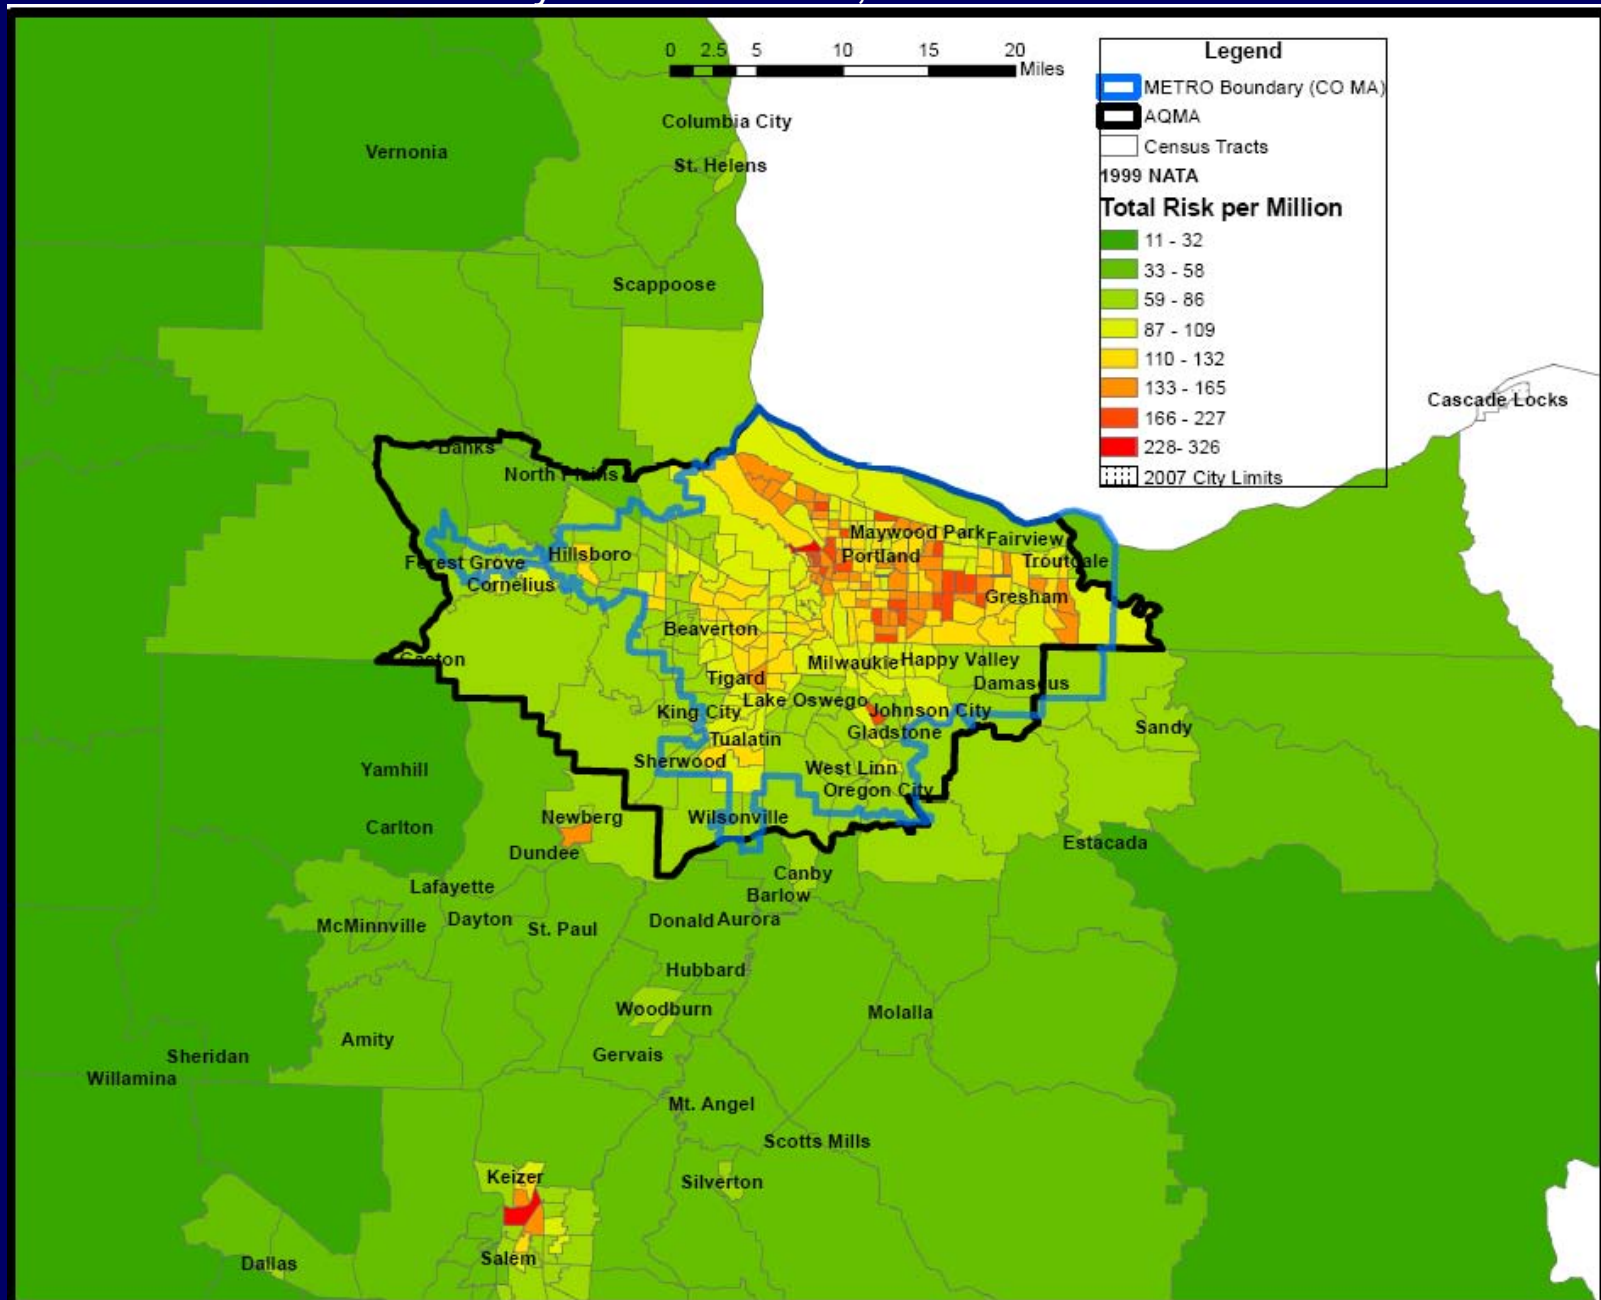 0 2.5 5 10 15 20
Miles
Legend
METRO Boundary (CO MA)
AQMA
Census Tracts
1999 NATA
Total Risk per Million
11 - 32
33 - 58
59 - 86
87 - 109
110 - 132
133 - 165
166 - 227
228- 326
2007 City Limits
Columbia City
Vernonia
St. Helens
Scappoose
Cascade Locks
Banks
North Plains
Maywood Park
Fairview
Hillsboro
Portland
Forest Grove
Troutdale
Cornelius
Gresham
Beaverton
Gaston
Milwaukie
Happy Valley
Tigard
Damascus
Lake Oswego
King City
Johnson City
Sandy
Gladstone
Tualatin
Sherwood
West Linn
Yamhill
Oregon City
Newberg
Wilsonville
Carlton
Estacada
Dundee
Canby
Lafayette
Barlow
McMinnville
Dayton
St. Paul
Donald
Aurora
Hubbard
Woodburn
Molalla
Amity
Gervais
Sheridan
Willamina
Mt. Angel
Scotts Mills
Keizer
Silverton
Salem
Dallas